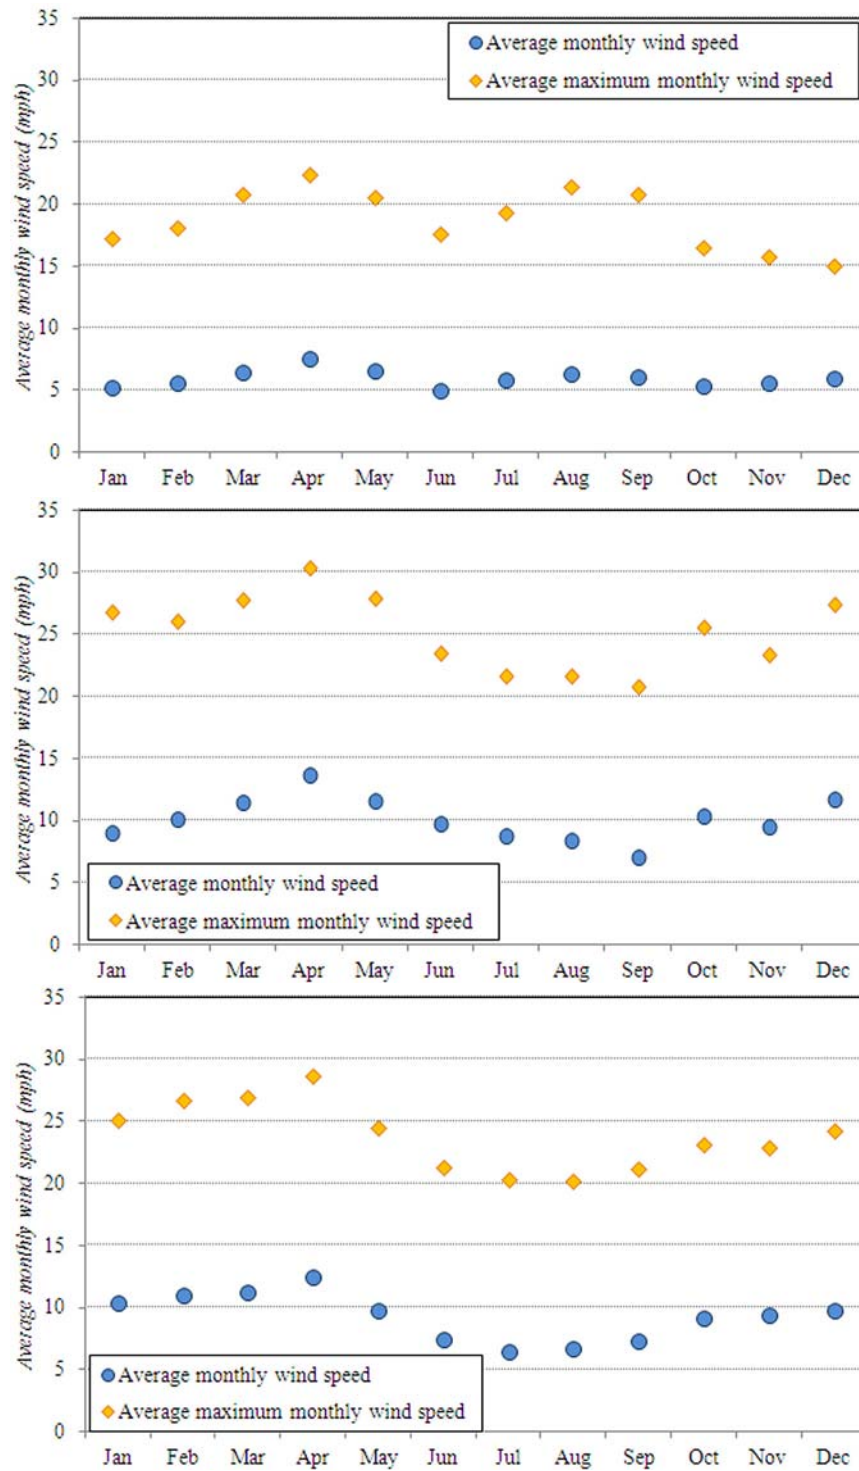 35
Average monthly wind speed
30
Average maximum monthly wind speed
25
20
15
10
5
0
Average monthly wind speed (mph)
Jan Feb Mar Apr May Jun Jul Aug Sep Oct Nov Dec
35
30
25
20
15
10
5
Average monthly wind speed
Average maximum monthly wind speed
0
Average monthly wind speed (mph)
Jan Feb Mar Apr May Jun Jul Aug Sep Oct Nov Dec
35
30
25
20
15
10
5
Average monthly wind speed
Average maximum monthly wind speed
0
Average monthly wind speed (mph)
Jan Feb Mar Apr May Jun Jul Aug Sep Oct Nov Dec